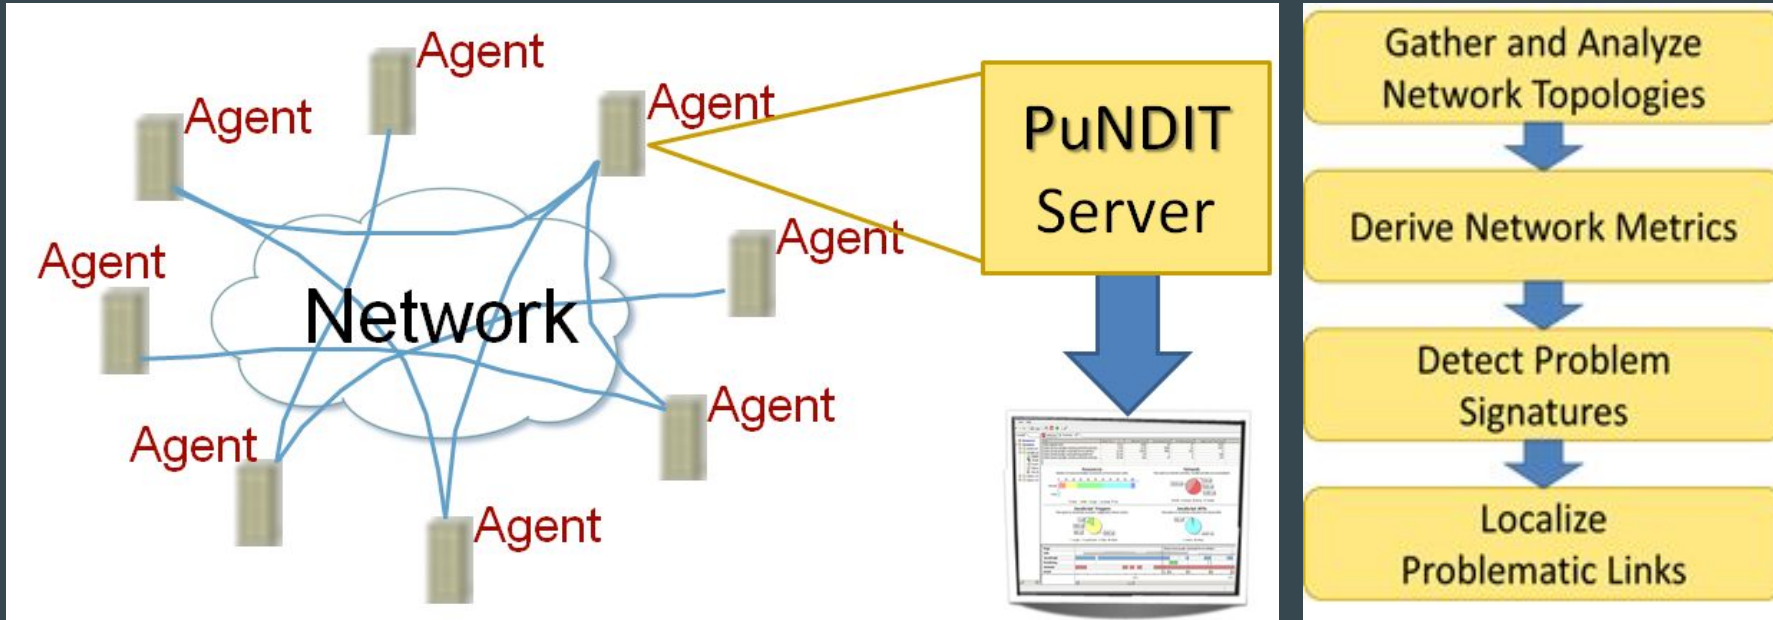 Agent
Agent
Agent
Agent
Agent
Network
Agent
Agent
Agent
PuNDIT
Server
Gather and Analyze
Network Topologies
Derive Network Metrics
Detect Problem
Signatures
Localize
Problematic Links